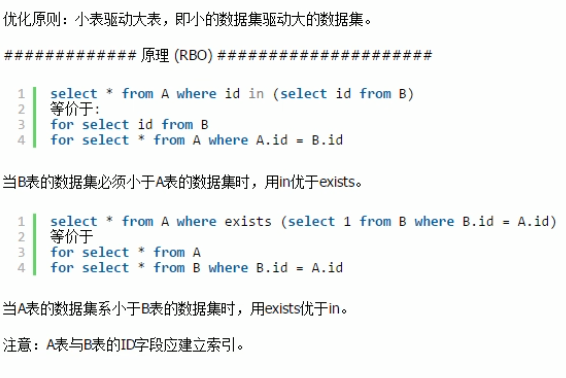 优化原则：小表驱动大表，即小的数据集驱动大的数据集。
############# 原理 (RBO) #####################
1 select * from A where id in (select id from B)
2 等价于:
3 for select id from B
4 for select * from A where A.id = B.id
当B表的数据集必须小于A表的数据集时，用in优于exists。
1 select * from A where exists (select 1 from B where B.id = A.id)
2 等价于
3 for select * from A
4 for select * from B where B.id = A.id
当A表的数据集系小于B表的数据集时，用exists优于in。
注意：A表与B表的ID字段应建立索引。